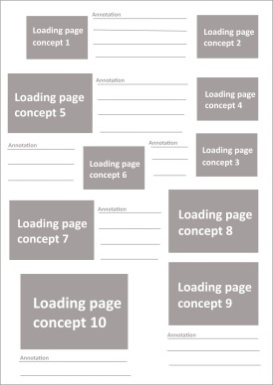 Annotation
Loading page
concept 1
Loading page
concept 2
Annotation
Loading page
concept 5
Loading page
concept 4
Annotation
Annotation
Loading page
concept 6
Loading page
concept 3
Annotation
Loading page
concept 7
Loading page
concept 8
Loading page
concept 9
Loading page
concept 10
Annotation
Annotation